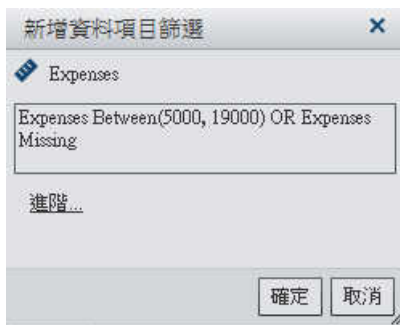 新增資料項目篩選
Expenses
Expenses Between(5000, 19000) OR Expenses
Missing
進階...
確定
取消